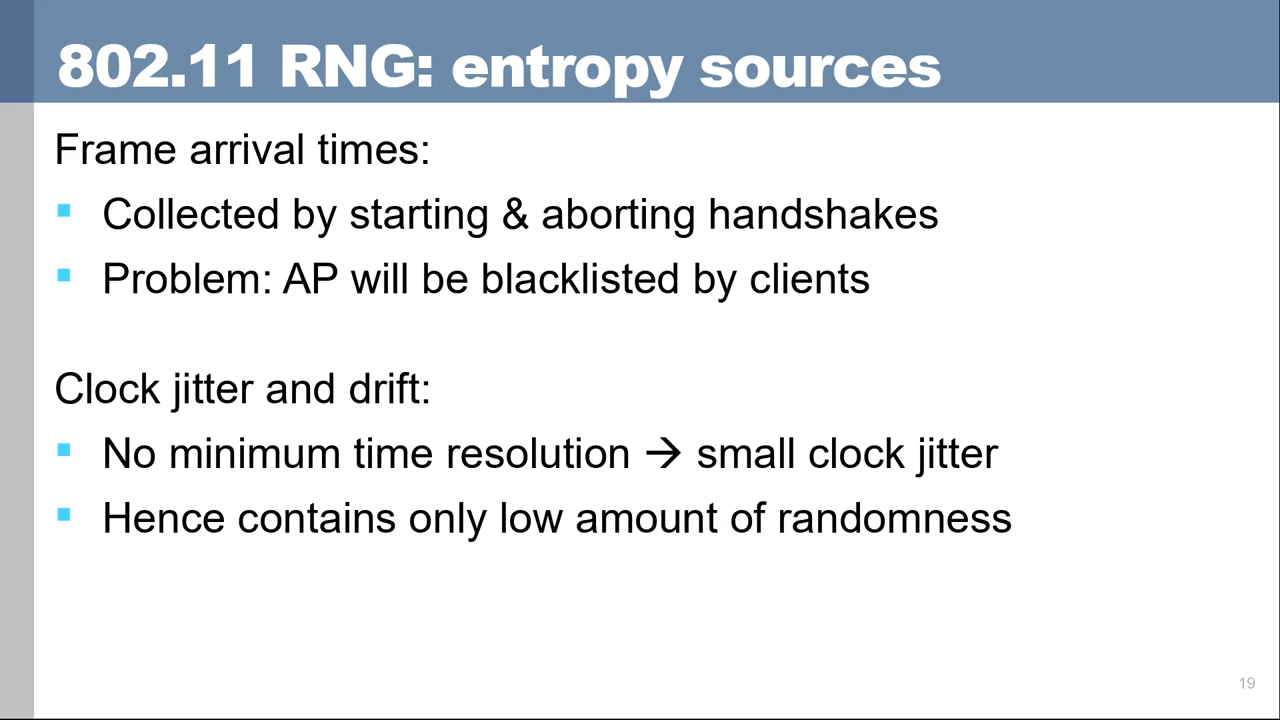 802.11 RNG: entropy sources
Frame arrival times:
▪ Collected by starting & aborting handshakes
▪ Problem: AP will be blacklisted by clients
Clock jitter and drift:
▪ No minimum time resolution → small clock jitter
▪ Hence contains only low amount of randomness
19